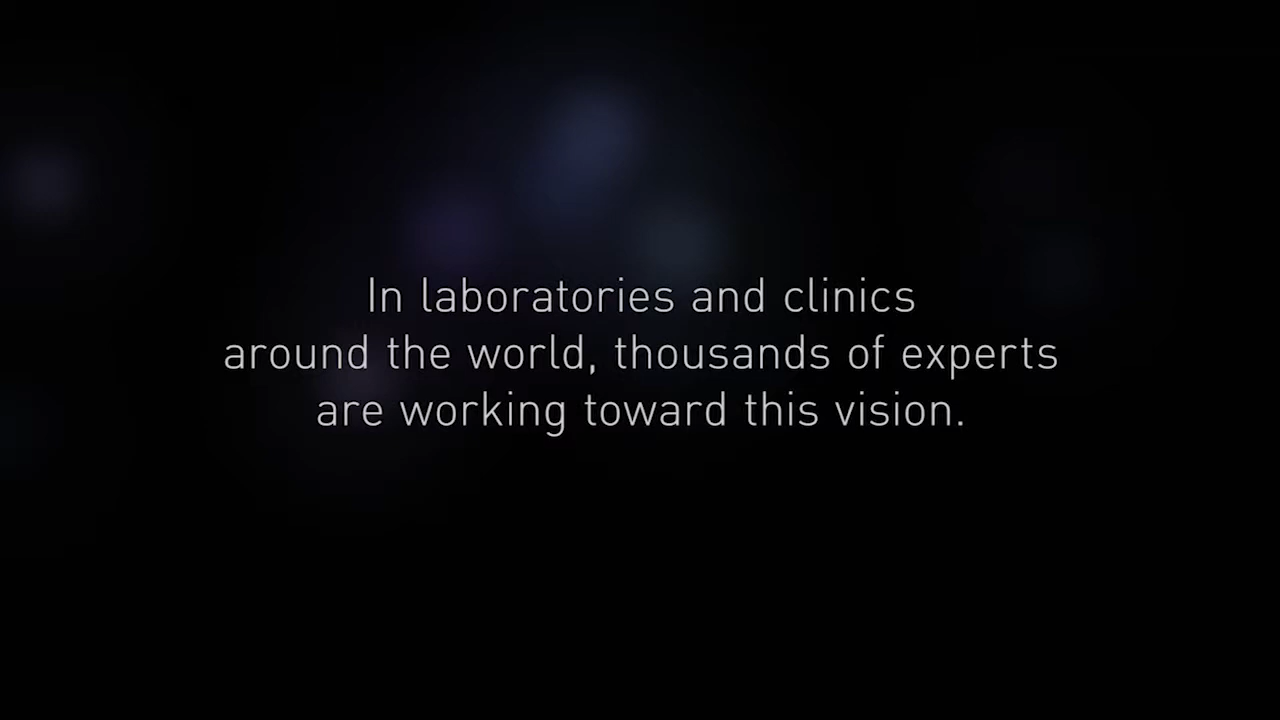 In laboratories and clinics
around the world, thousands of experts
are working toward this vision.